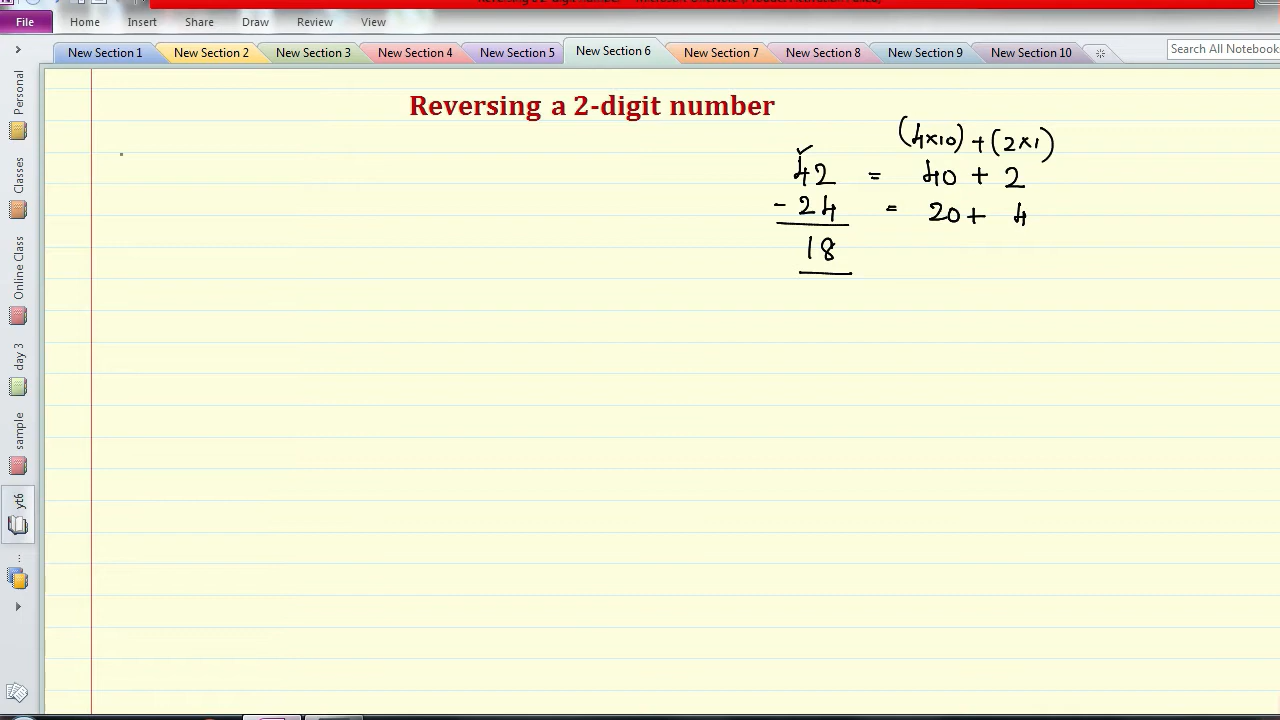 File Home Insert Share Draw Review View
New Section 1 New Section 2 New Section 3 New Section 4 New Section 5 New Section 6 New Section 7 New Section 8 New Section 9 New Section 10
Search All Notebook
Personal
Classes
Online Class
day 3
sample
yt6
...
Reversing a 2-digit number
(4×10) + (2×1)
42 = 40 + 2
- 24 = 20 + 4
18